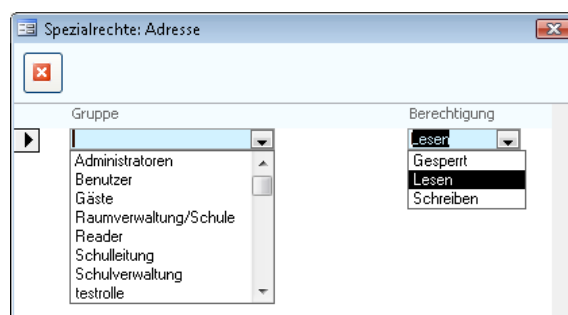 Spezialrechte: Adresse
Gruppe Berechtigung
Lesen
Administratoren Gesperrt
Benutzer Lesen
Gäste Schreiben
Raumverwaltung/Schule
Reader
Schulleitung
Schulverwaltung
testrolle